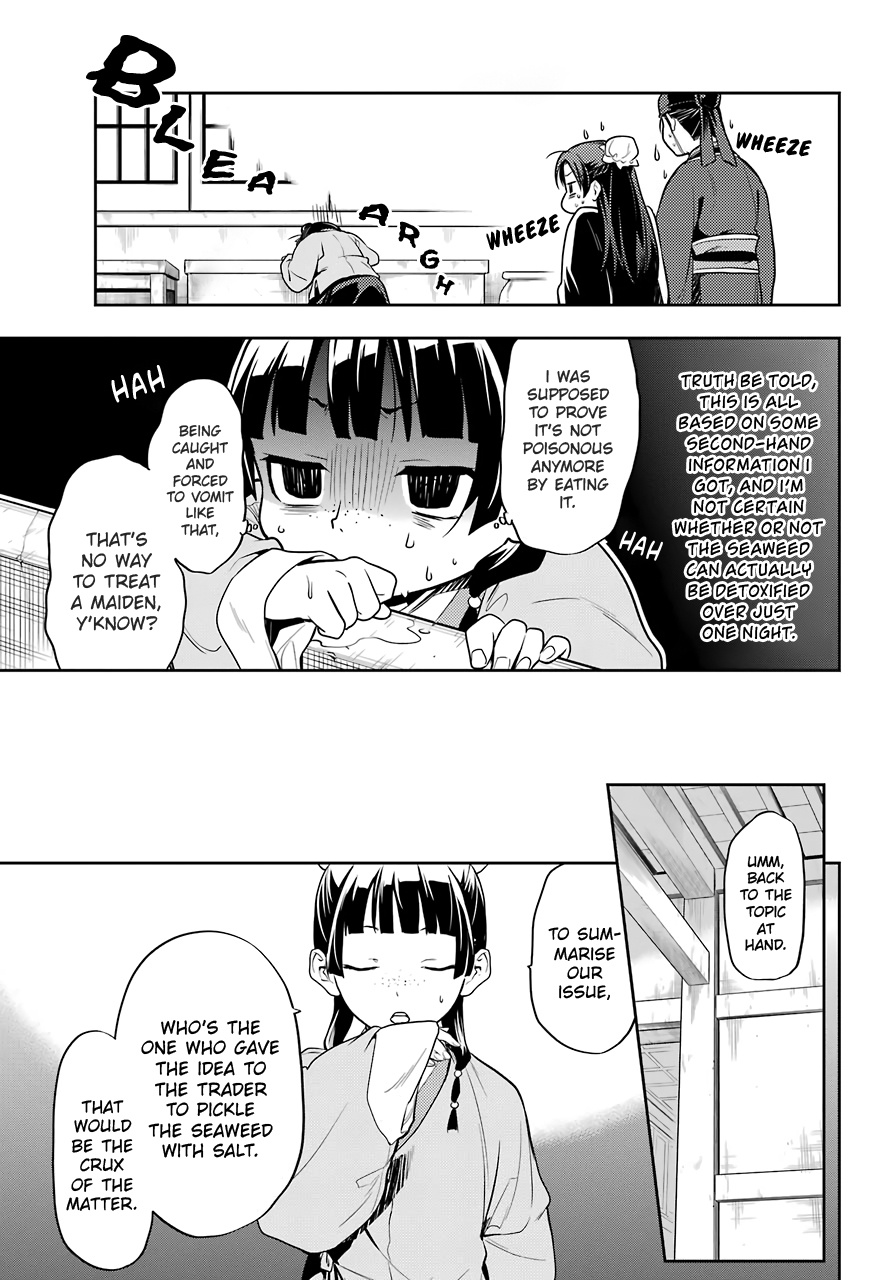 WHEEZE
WHEEZE
BLEA
ARGH
TRUTH BE TOLD,
THIS IS ALL
BASED ON SOME
SECOND-HAND
INFORMATION I
GOT, AND I'M
NOT CERTAIN
WHETHER OR NOT
THE SEAWEED
CAN ACTUALLY
BE DETOXIFIED
OVER JUST
ONE NIGHT.
I WAS
SUPPOSED
TO PROVE
IT'S NOT
POISONOUS
ANYMORE
BY EATING
IT.
HAH
BEING
CAUGHT
AND
FORCED
TO VOMIT
LIKE
THAT,
HAH
THAT'S
NO WAY
TO TREAT
A MAIDEN,
Y'KNOW?
UMM,
BACK
TO THE
TOPIC
AT
HAND.
TO SUM-
MARISE
OUR
ISSUE,
WHO'S THE
ONE WHO GAVE
THE IDEA TO
THE TRADER
TO PICKLE
THE SEAWEED
WITH SALT.
THAT
WOULD
BE THE
CRUX
OF THE
MATTER.